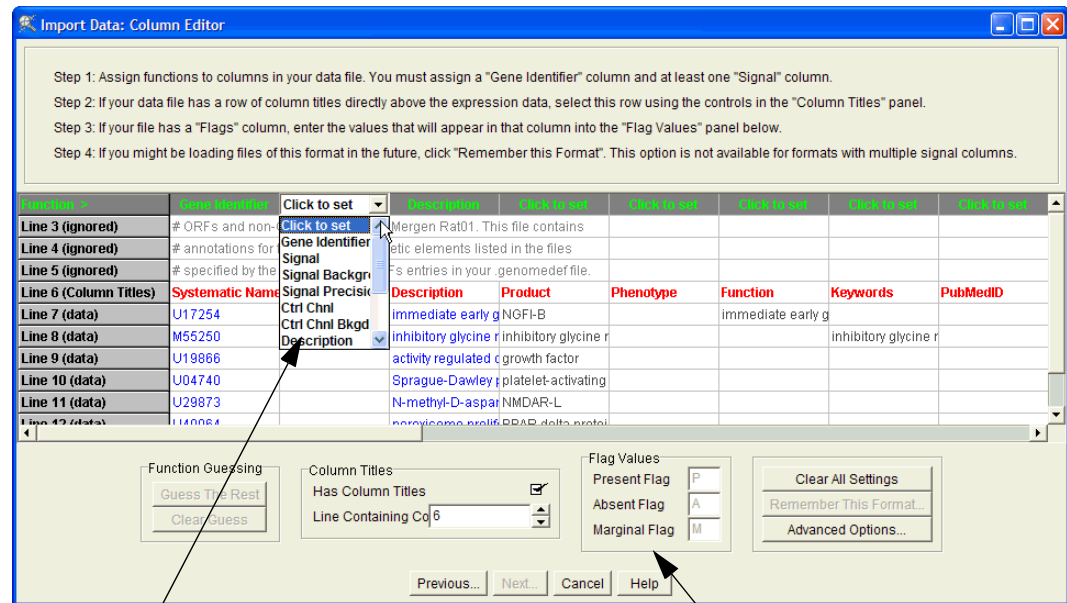 Import Data: Column Editor
Step 1: Assign functions to columns in your data file. You must assign a "Gene Identifier" column and at least one "Signal" column.
Step 2: If your data file has a row of column titles directly above the expression data, select this row using the controls in the "Column Titles" panel.
Step 3: If your file has a "Flags" column, enter the values that will appear in that column into the "Flag Values" panel below.
Step 4: If you might be loading files of this format in the future, click "Remember this Format". This option is not available for formats with multiple signal columns.
Function > Gene Identifier Click to set Description Click to set Click to set Click to set Click to set Click to set
Line 3 (ignored) # ORFs and non- Mergen Rat01. This file contains
Line 4 (ignored) # annotations for etic elements listed in the files
Line 5 (ignored) # specified by the s entries in your .genomedef file.
Line 6 (Column Titles) Systematic Name Description Product Phenotype Function Keywords PubMedID
Line 7 (data) U17254 immediate early g NGFI-B immediate early g
Line 8 (data) M55250 inhibitory glycine r inhibitory glycine r inhibitory glycine r
Line 9 (data) U19866 activity regulated c growth factor
Line 10 (data) U04740 Sprague-Dawley platelet-activating
Line 11 (data) U29873 N-methyl-D-aspar NMDAR-L
Line 12 (data)
Click to set
Gene Identifier
Signal
Signal Backgr
Signal Precisic
Ctrl Chnl
Ctrl Chnl Bkgd
Description
Function Guessing
Guess The Rest
Clear Guess
Column Titles
Has Column Titles
Line Containing Co 6
Flag Values
Present Flag P
Absent Flag A
Marginal Flag M
Clear All Settings
Remember This Format...
Advanced Options...
Previous... Next... Cancel Help